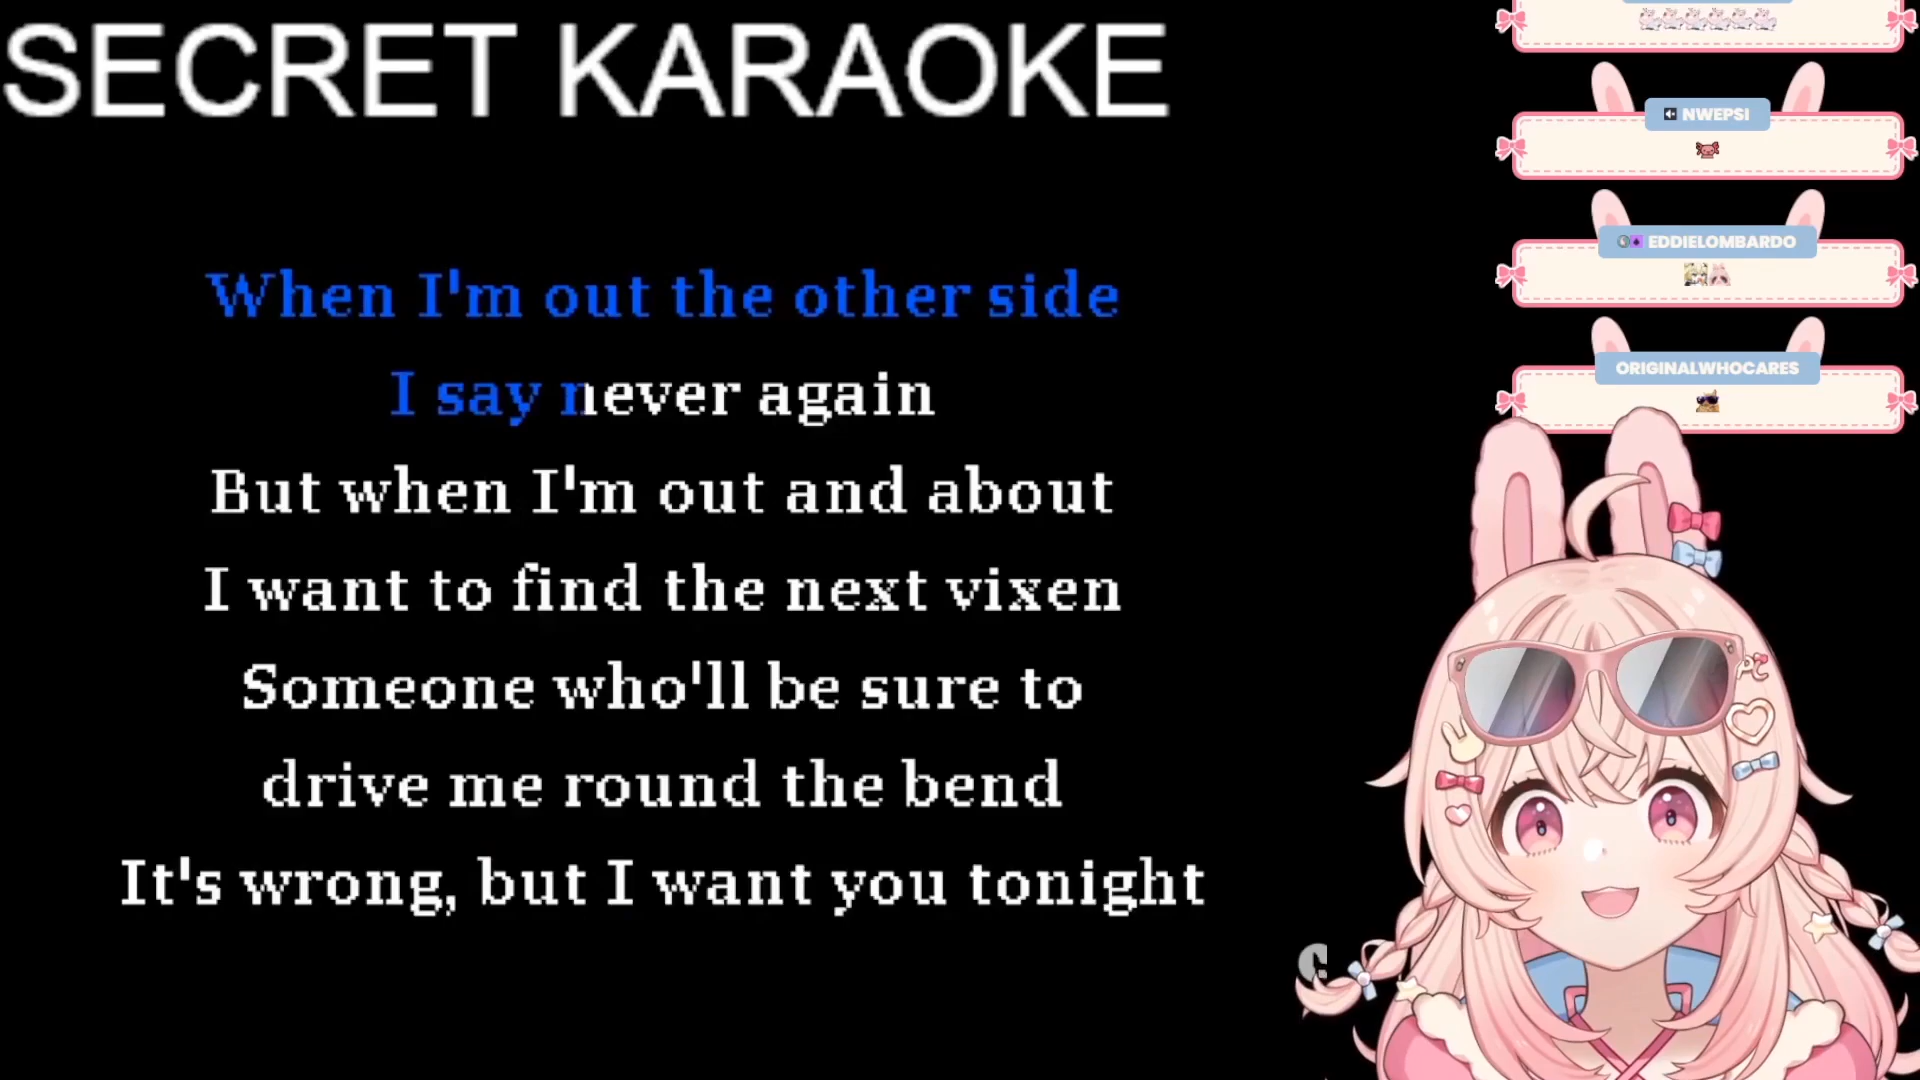 SECRET KARAOKE
When I'm out the other side
I say never again
But when I'm out and about
I want to find the next vixen
Someone who'll be sure to
drive me round the bend
It's wrong, but I want you tonight
NWEPSI
EDDIELOMBARDO
ORIGINALWHOCARES